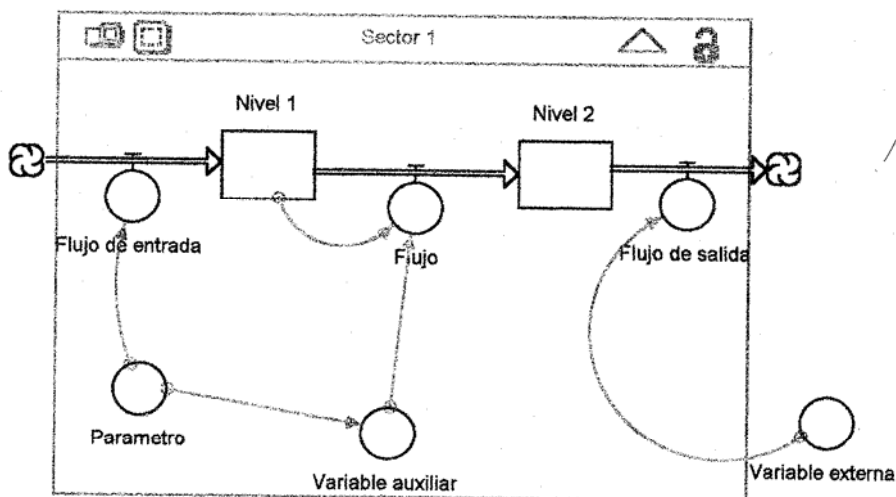 Sector 1
Nivel 1
Nivel 2
Flujo de entrada
Flujo
Flujo de salida
Parametro
Variable auxiliar
Variable externa